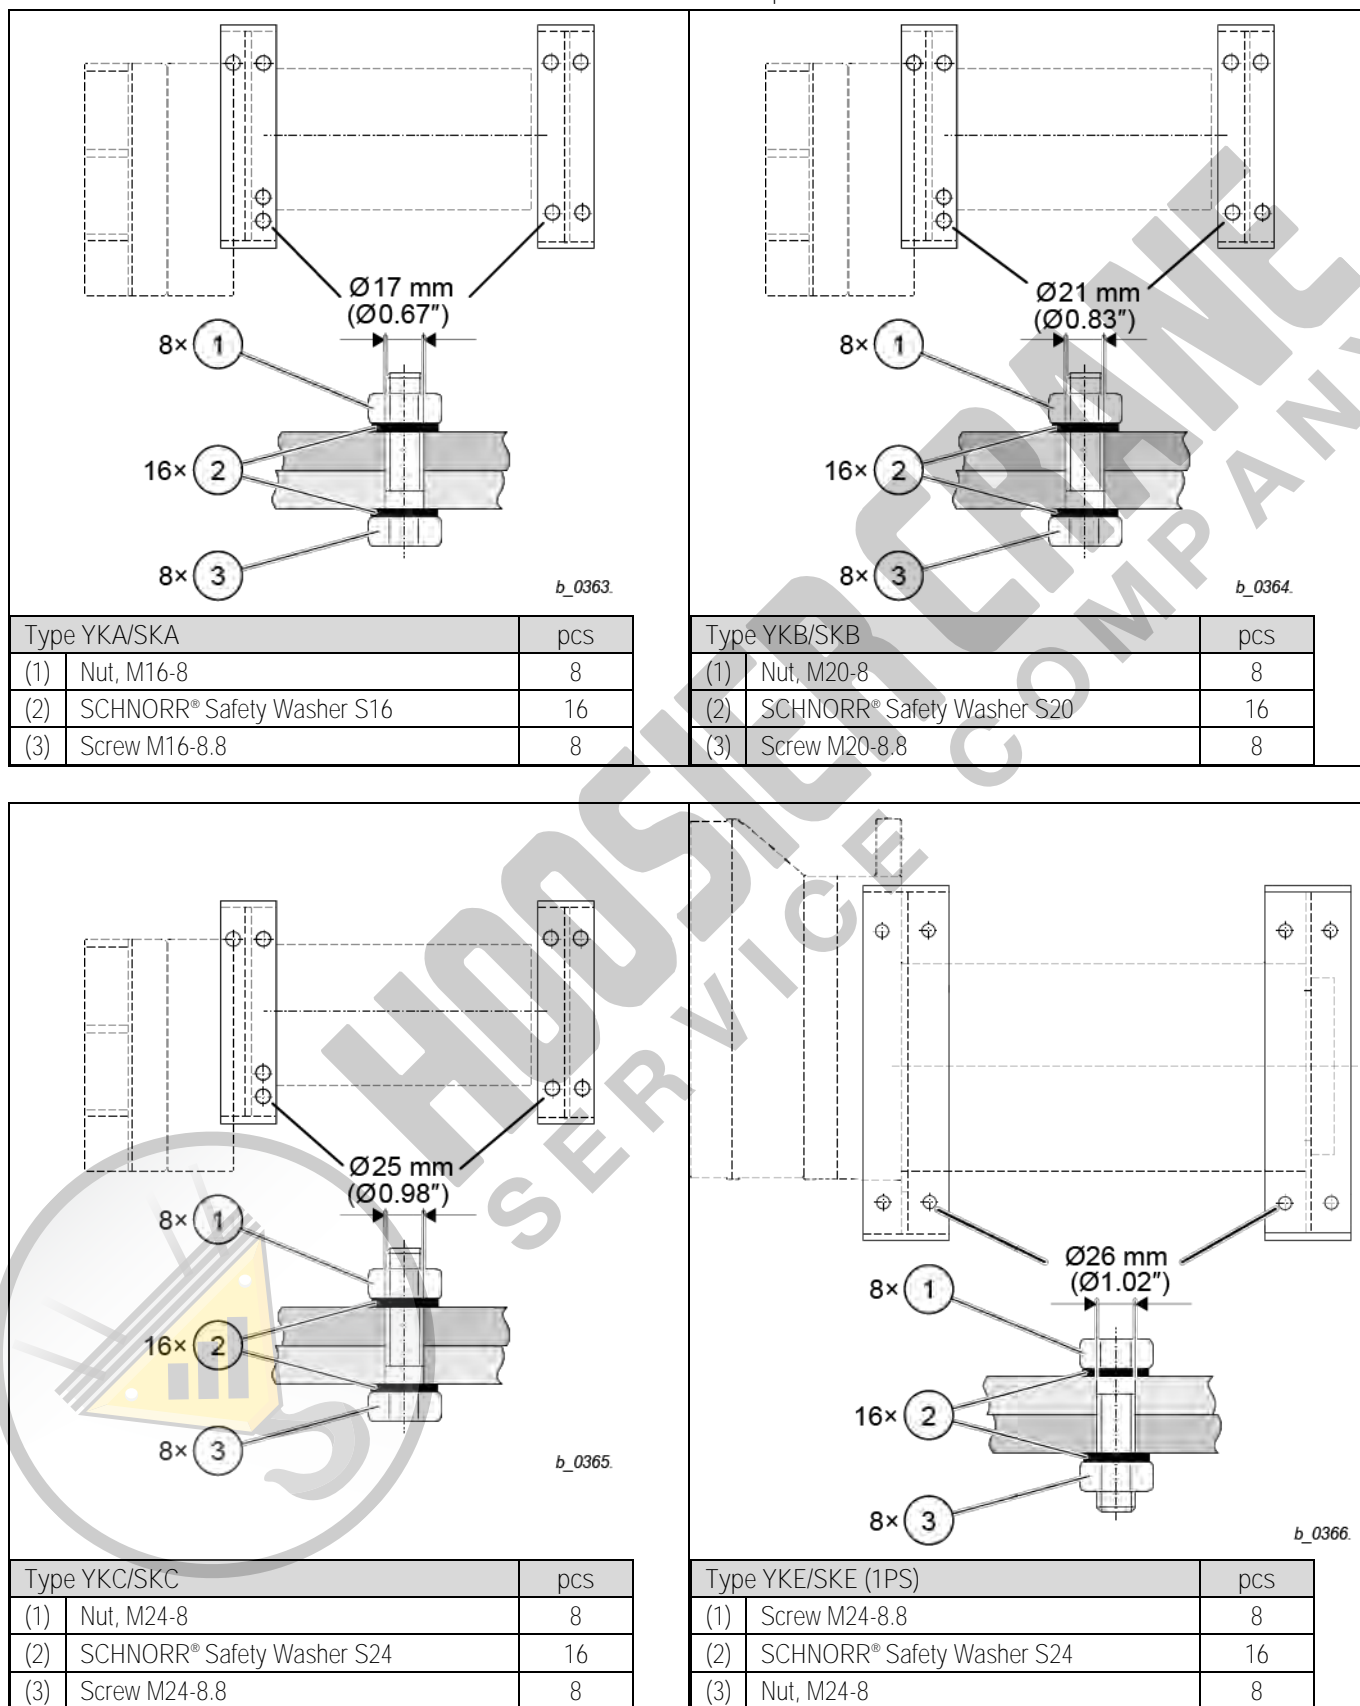 Ø17 mm
(Ø0.67")
8× 1
16× 2
8× 3
b_0363.
Type YKA/SKA pcs
(1) Nut, M16-8 8
(2) SCHNORR® Safety Washer S16 16
(3) Screw M16-8.8 8
Ø21 mm
(Ø0.83")
8× 1
16× 2
8× 3
b_0364.
Type YKB/SKB pcs
(1) Nut, M20-8 8
(2) SCHNORR® Safety Washer S20 16
(3) Screw M20-8.8 8
Ø25 mm
(Ø0.98")
8× 1
16× 2
8× 3
b_0365.
Type YKC/SKC pcs
(1) Nut, M24-8 8
(2) SCHNORR® Safety Washer S24 16
(3) Screw M24-8.8 8
Ø26 mm
(Ø1.02")
8× 1
16× 2
8× 3
b_0366.
Type YKE/SKE (1PS) pcs
(1) Screw M24-8.8 8
(2) SCHNORR® Safety Washer S24 16
(3) Nut, M24-8 8
HOOSIER CRANE
SERVICE COMPANY